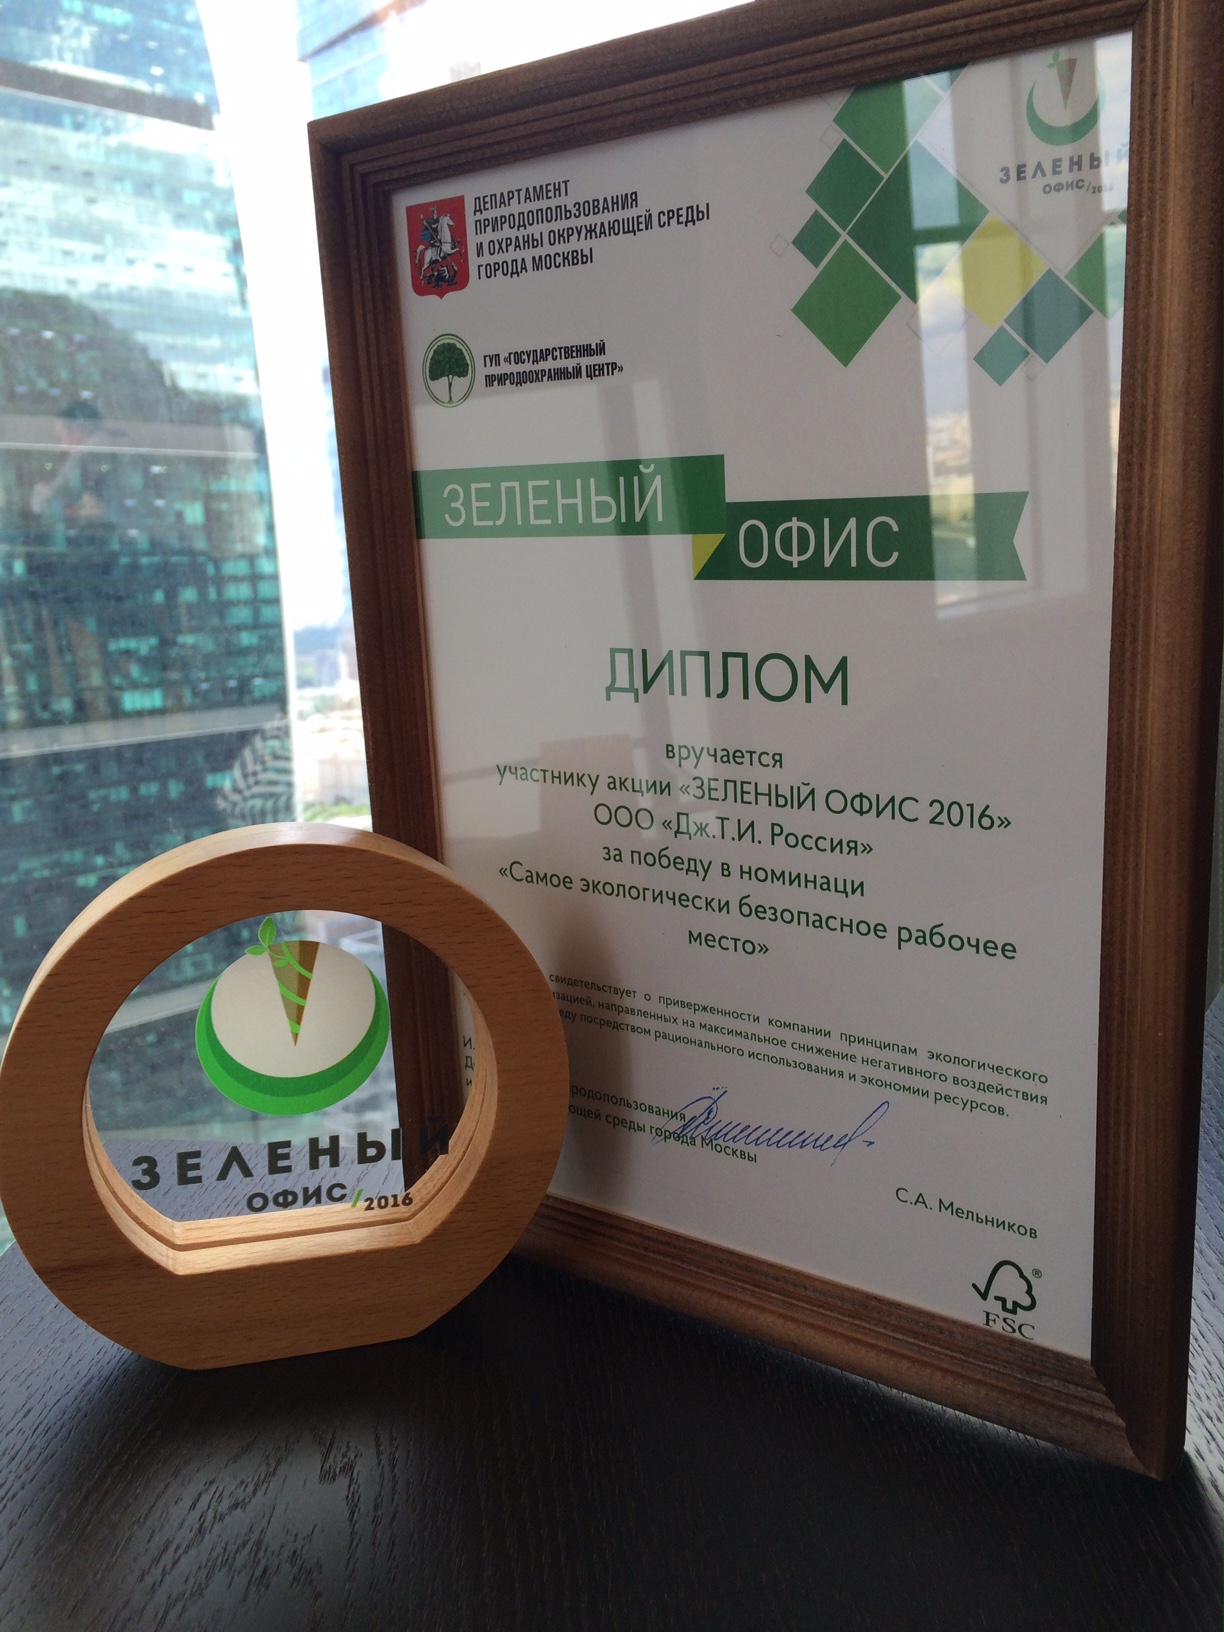 ДЕПАРТАМЕНТ
ПРИРОДОПОЛЬЗОВАНИЯ
И ОХРАНЫ ОКРУЖАЮЩЕЙ СРЕДЫ
ГОРОДА МОСКВЫ
ЗЕЛЕНЫЙ
ОФИС/2016
ГУП «ГОСУДАРСТВЕННЫЙ
ПРИРОДООХРАННЫЙ ЦЕНТР»
ЗЕЛЕНЫЙ
ОФИС
ДИПЛОМ
вручается
участнику акции «ЗЕЛЕНЫЙ ОФИС 2016»
ООО «Дж.Т.И. Россия»
за победу в номинаци
«Самое экологически безопасное рабочее
место»
свидетельствует о приверженности компании принципам экологического
направленных на максимальное снижение негативного воздействия
посредством рационального использования и экономии ресурсов.
среды города Москвы
С.А. Мельников
FSC®
ЗЕЛЕНЫЙ
ОФИС/2016